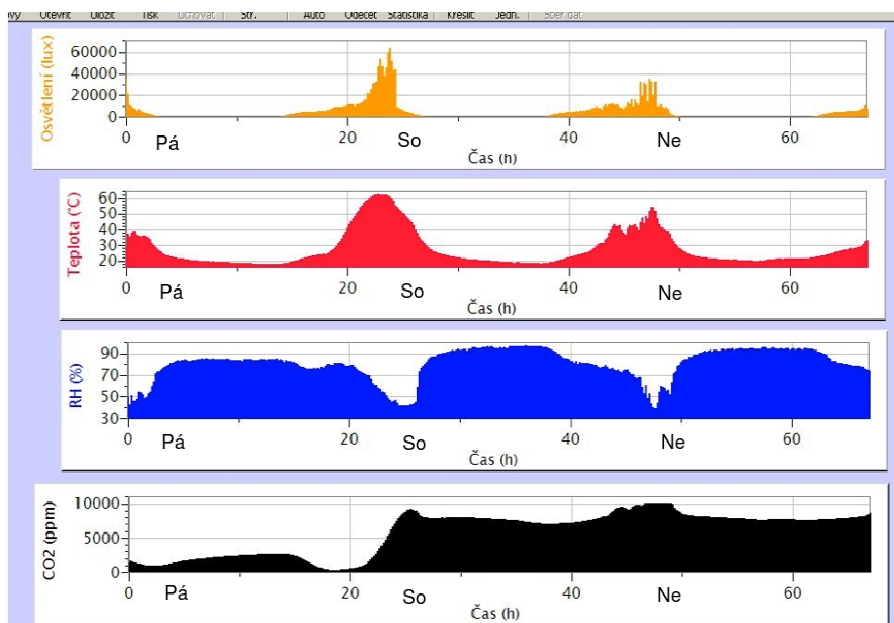 Otevřít Uložit Tisk Uchovat Str. Auto Odečet Statistika Kreslit Jedn. Sběr dat
Osvětlení (lux)
60000
40000
20000
0
0 20 40 60
Pá So Ne
Čas (h)
Teplota (°C)
60
50
40
30
20
0 20 40 60
Pá So Ne
Čas (h)
RH (%)
90
70
50
30
0 20 40 60
Pá So Ne
Čas (h)
CO2 (ppm)
10000
5000
0
0 20 40 60
Pá So Ne
Čas (h)